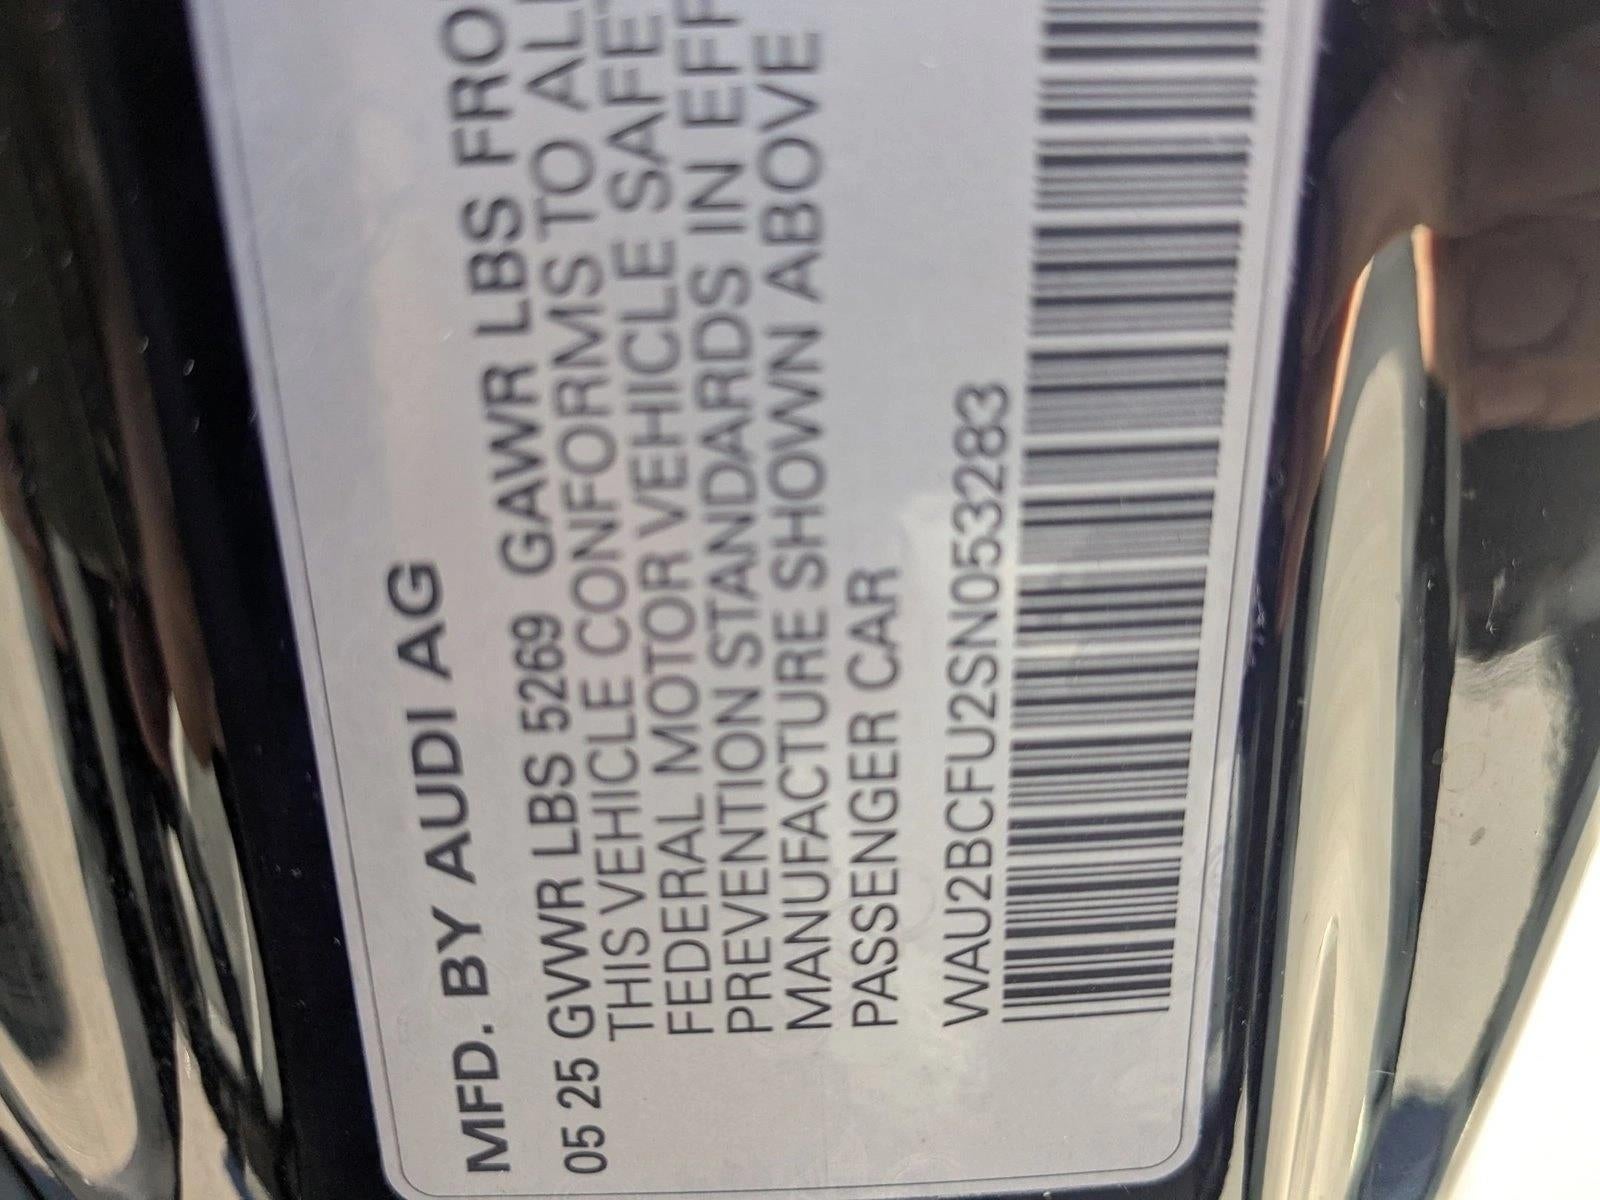 MFD. BY AUDI AG
05 25 GVWR LBS 5269 GAWR LBS FRO
THIS VEHICLE CONFORMS TO AL
FEDERAL MOTOR VEHICLE SAFE
PREVENTION STANDARDS IN EFF
MANUFACTURE SHOWN ABOVE
PASSENGER CAR
WAU2BCFU2SN053283